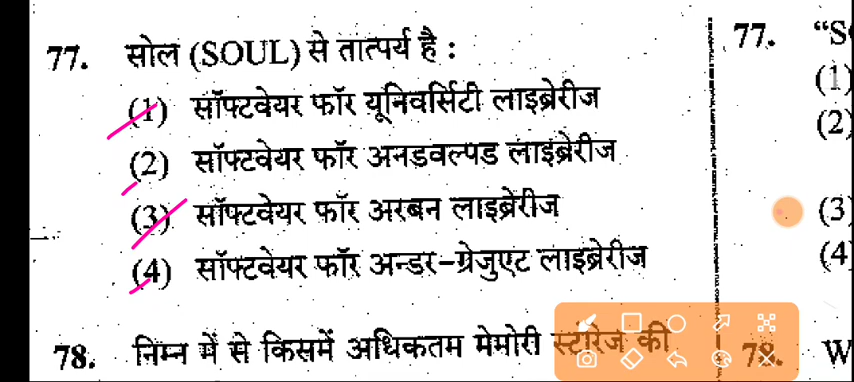 77. सोल (SOUL) से तात्पर्य है :
(1) सॉफ्टवेयर फॉर यूनिवर्सिटी लाइब्रेरीज
(2) सॉफ्टवेयर फॉर अनडवल्पड लाइब्रेरीज
(3) सॉफ्टवेयर फॉर अरबन लाइब्रेरीज
(4) सॉफ्टवेयर फॉर अन्डर-ग्रेजुएट लाइब्रेरीज
78. निम्न में से किसमें अधिकतम मेमोरी स्टोरेज की
77. “S
(1)
(2)
(3)
(4)
78. W